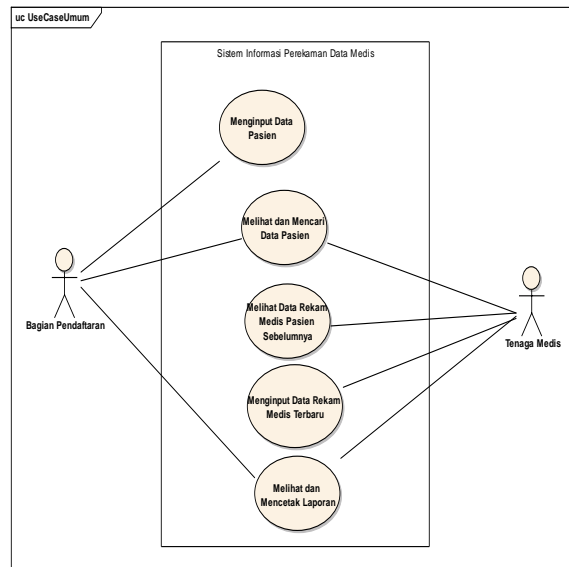 uc UseCaseUmum
Sistem Informasi Perekaman Data Medis
Menginput Data
Pasien
Melihat dan Mencari
Data Pasien
Bagian Pendaftaran
Melihat Data Rekam
Medis Pasien
Sebelumnya
Tenaga Medis
Menginput Data Rekam
Medis Terbaru
Melihat dan
Mencetak Laporan